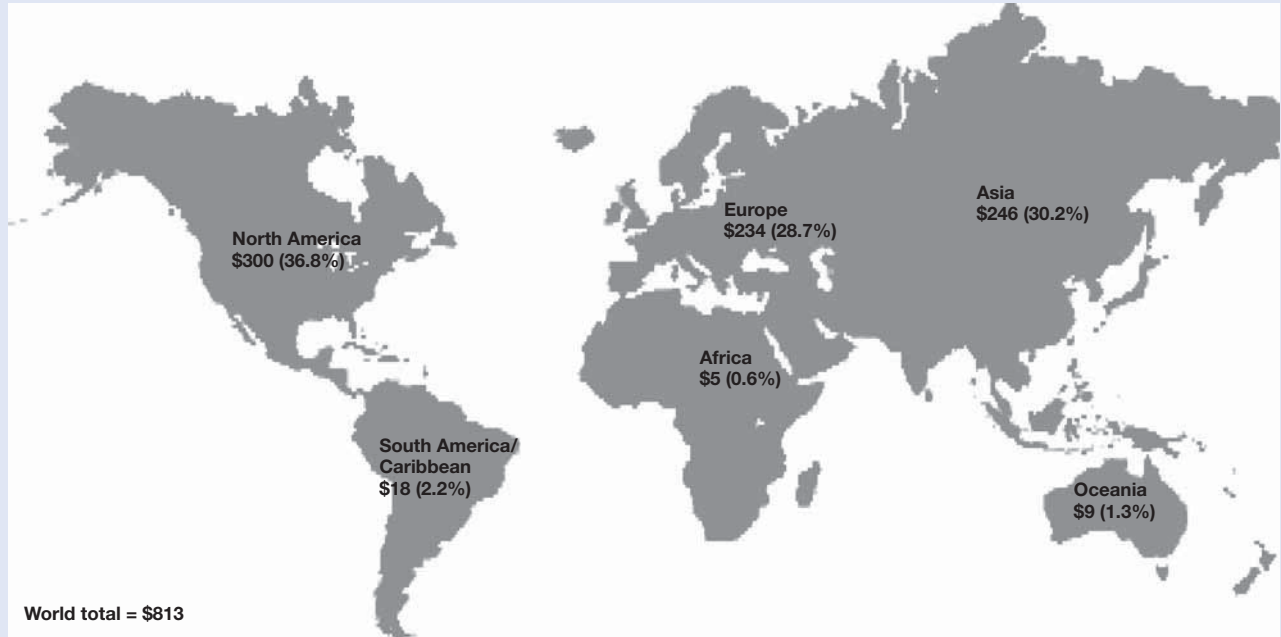 North America
$300 (36.8%)
Europe
$234 (28.7%)
Asia
$246 (30.2%)
Africa
$5 (0.6%)
South America/
Caribbean
$18 (2.2%)
Oceania
$9 (1.3%)
World total = $813